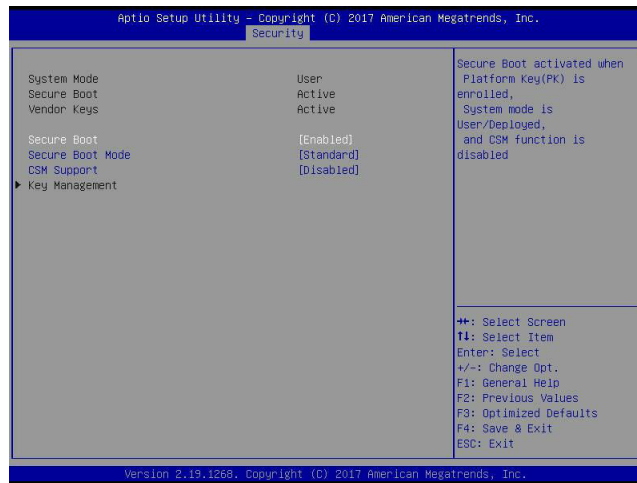 Aptio Setup Utility – Copyright (C) 2017 American Megatrends, Inc.
Security
System Mode User
Secure Boot Active
Vendor Keys Active
Secure Boot [Enabled]
Secure Boot Mode [Standard]
CSM Support [Disabled]
Key Management
Secure Boot activated when
Platform Key(PK) is
enrolled,
System mode is
User/Deployed,
and CSM function is
disabled
→←: Select Screen
↑↓: Select Item
Enter: Select
+/-: Change Opt.
F1: General Help
F2: Previous Values
F3: Optimized Defaults
F4: Save & Exit
ESC: Exit
Version 2.19.1268. Copyright (C) 2017 American Megatrends, Inc.